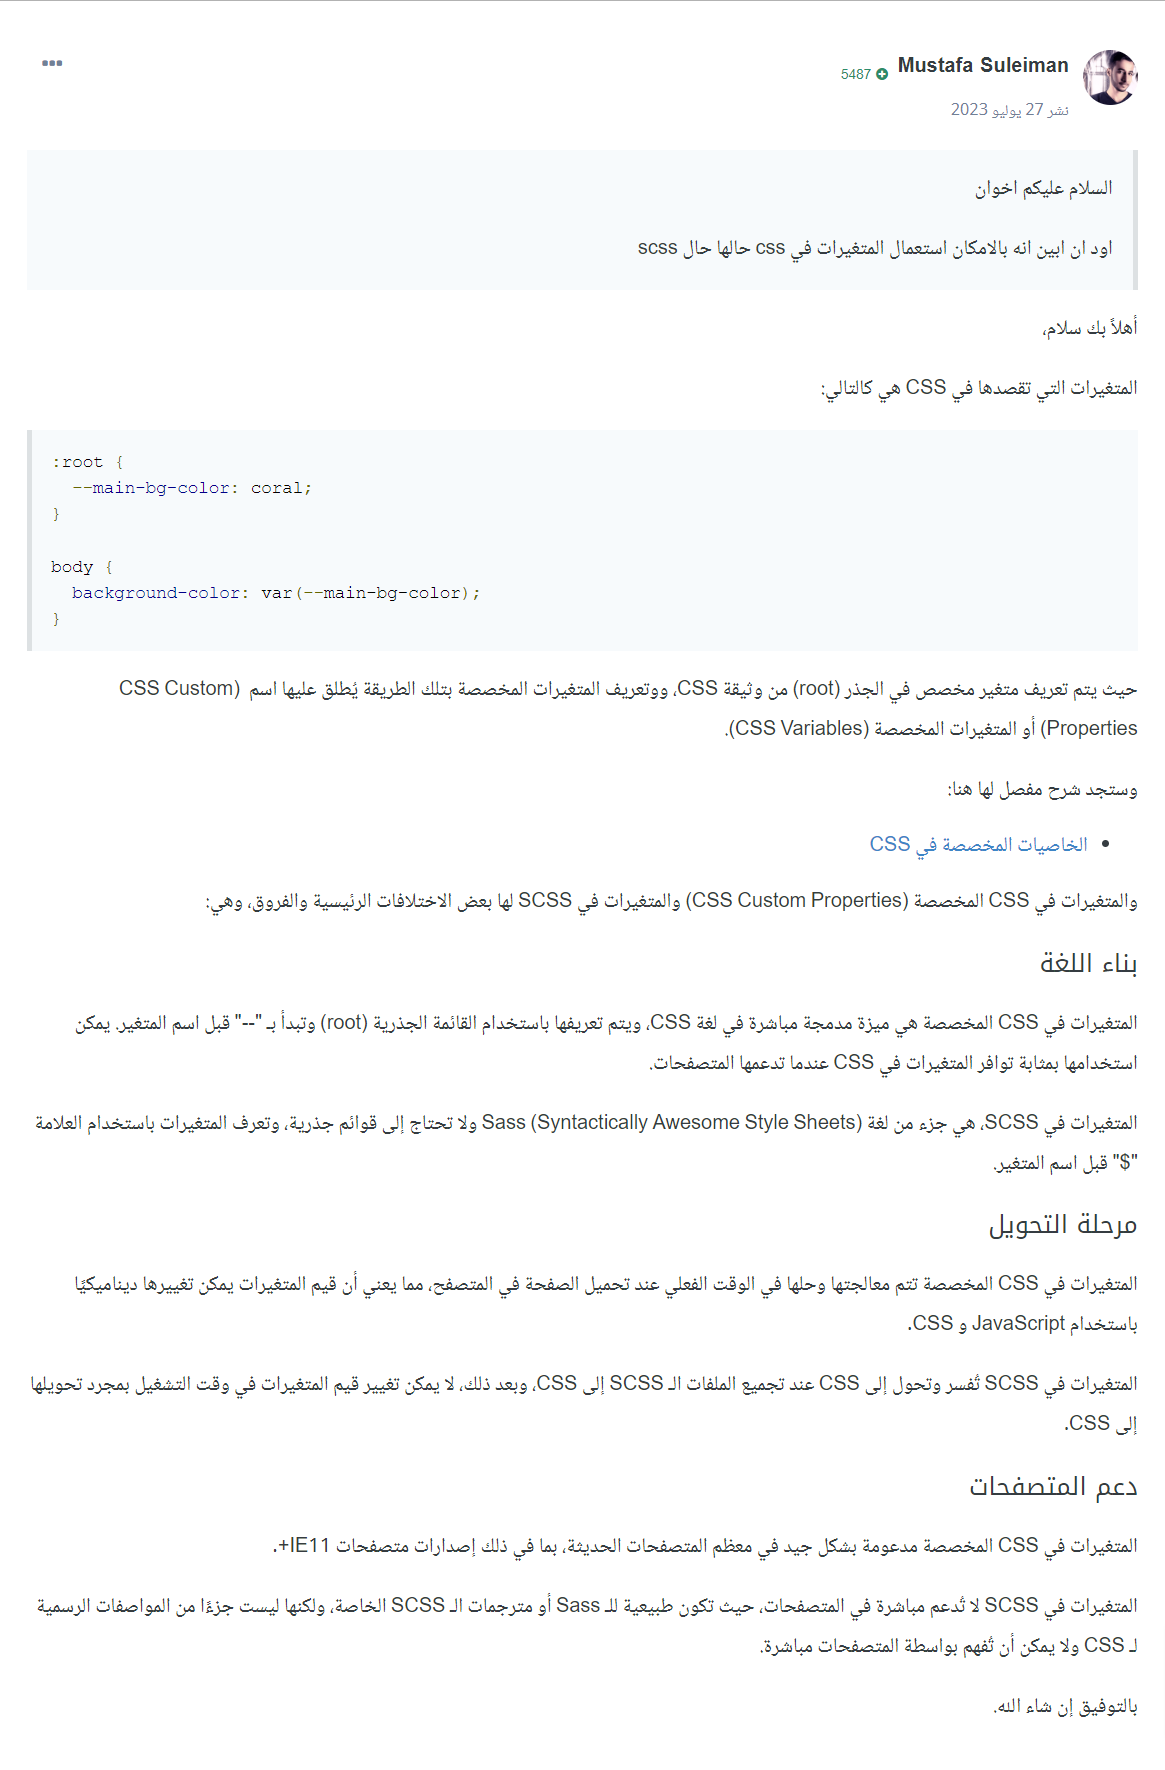 Mustafa Suleiman
5487
نشر 27 يوليو 2023
السلام عليكم اخوان
اود ان ابين انه بالامكان استعمال المتغيرات في css حالها حال scss
أهلاً بك سلام،
المتغيرات التي تقصدها في CSS هي كالتالي:
:root {
  --main-bg-color: coral;
}
body {
  background-color: var(--main-bg-color);
}
حيث يتم تعريف متغير مخصص في الجذر (root) من وثيقة CSS، ووتعريف المتغيرات المخصصة بتلك الطريقة يُطلق عليها اسم (CSS Custom
Properties) أو المتغيرات المخصصة (CSS Variables).
وستجد شرح مفصل لها هنا:
• الخاصيات المخصصة في CSS
والمتغيرات في CSS المخصصة (CSS Custom Properties) والمتغيرات في SCSS لها بعض الاختلافات الرئيسية والفروق، وهي:
بناء اللغة
المتغيرات في CSS المخصصة هي ميزة مدمجة مباشرة في لغة CSS، ويتم تعريفها باستخدام القائمة الجذرية (root) وتبدأ بـ "--" قبل اسم المتغير. يمكن
استخدامها بمثابة توافر المتغيرات في CSS عندما تدعمها المتصفحات.
المتغيرات في SCSS، هي جزء من لغة Sass (Syntactically Awesome Style Sheets) ولا تحتاج إلى قوائم جذرية، وتعرف المتغيرات باستخدام العلامة
"$" قبل اسم المتغير.
مرحلة التحويل
المتغيرات في CSS المخصصة تتم معالجتها وحلها في الوقت الفعلي عند تحميل الصفحة في المتصفح، مما يعني أن قيم المتغيرات يمكن تغييرها ديناميكيًا
باستخدام JavaScript و CSS.
المتغيرات في SCSS تُفسر وتحول إلى CSS عند تجميع الملفات الـ SCSS إلى CSS، وبعد ذلك، لا يمكن تغيير قيم المتغيرات في وقت التشغيل بمجرد تحويلها
إلى CSS.
دعم المتصفحات
المتغيرات في CSS المخصصة مدعومة بشكل جيد في معظم المتصفحات الحديثة، بما في ذلك إصدارات متصفحات IE11+.
المتغيرات في SCSS لا تُدعم مباشرة في المتصفحات، حيث تكون طبيعية للـ Sass أو مترجمات الـ SCSS الخاصة، ولكنها ليست جزءًا من المواصفات الرسمية
لـ CSS ولا يمكن أن تُفهم بواسطة المتصفحات مباشرة.
بالتوفيق إن شاء الله.